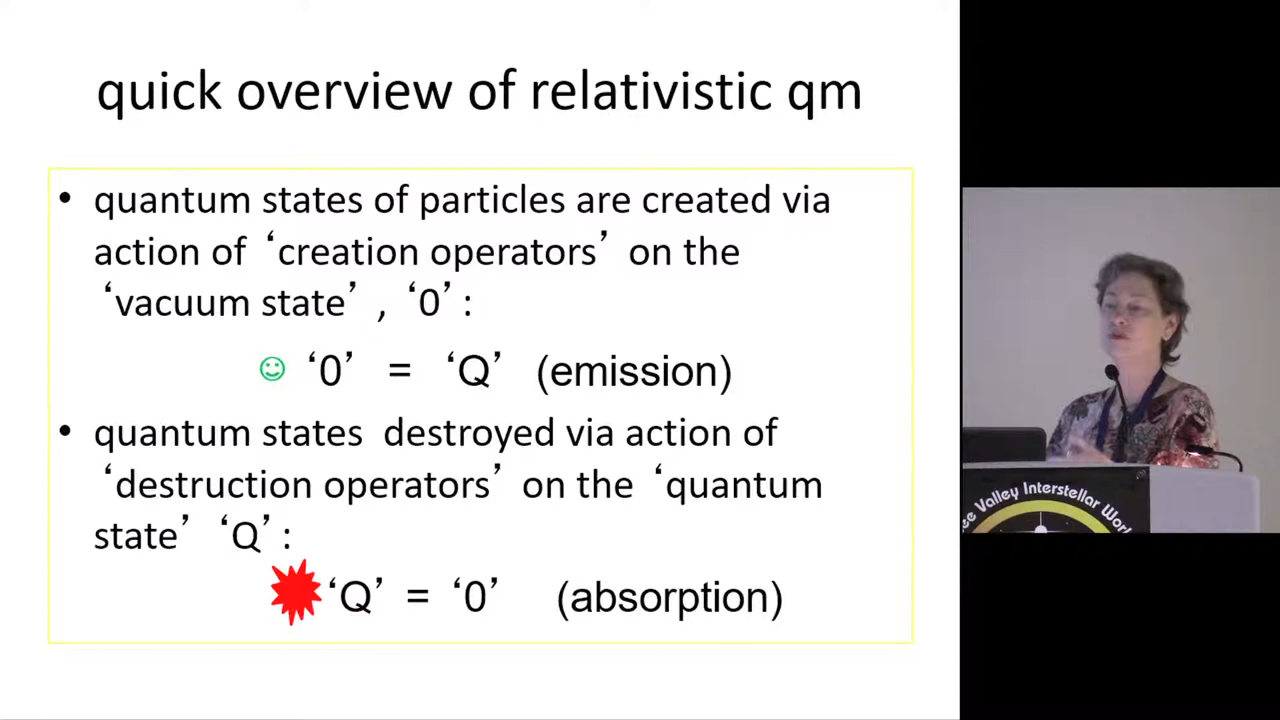 quick overview of relativistic qm
• quantum states of particles are created via
action of ‘creation operators’ on the
‘vacuum state’ , ‘0’ :
☺ ‘0’ = ‘Q’ (emission)
• quantum states destroyed via action of
‘destruction operators’ on the ‘quantum
state’ ‘Q’ :
‘Q’ = ‘0’ (absorption)
Valley Interstellar